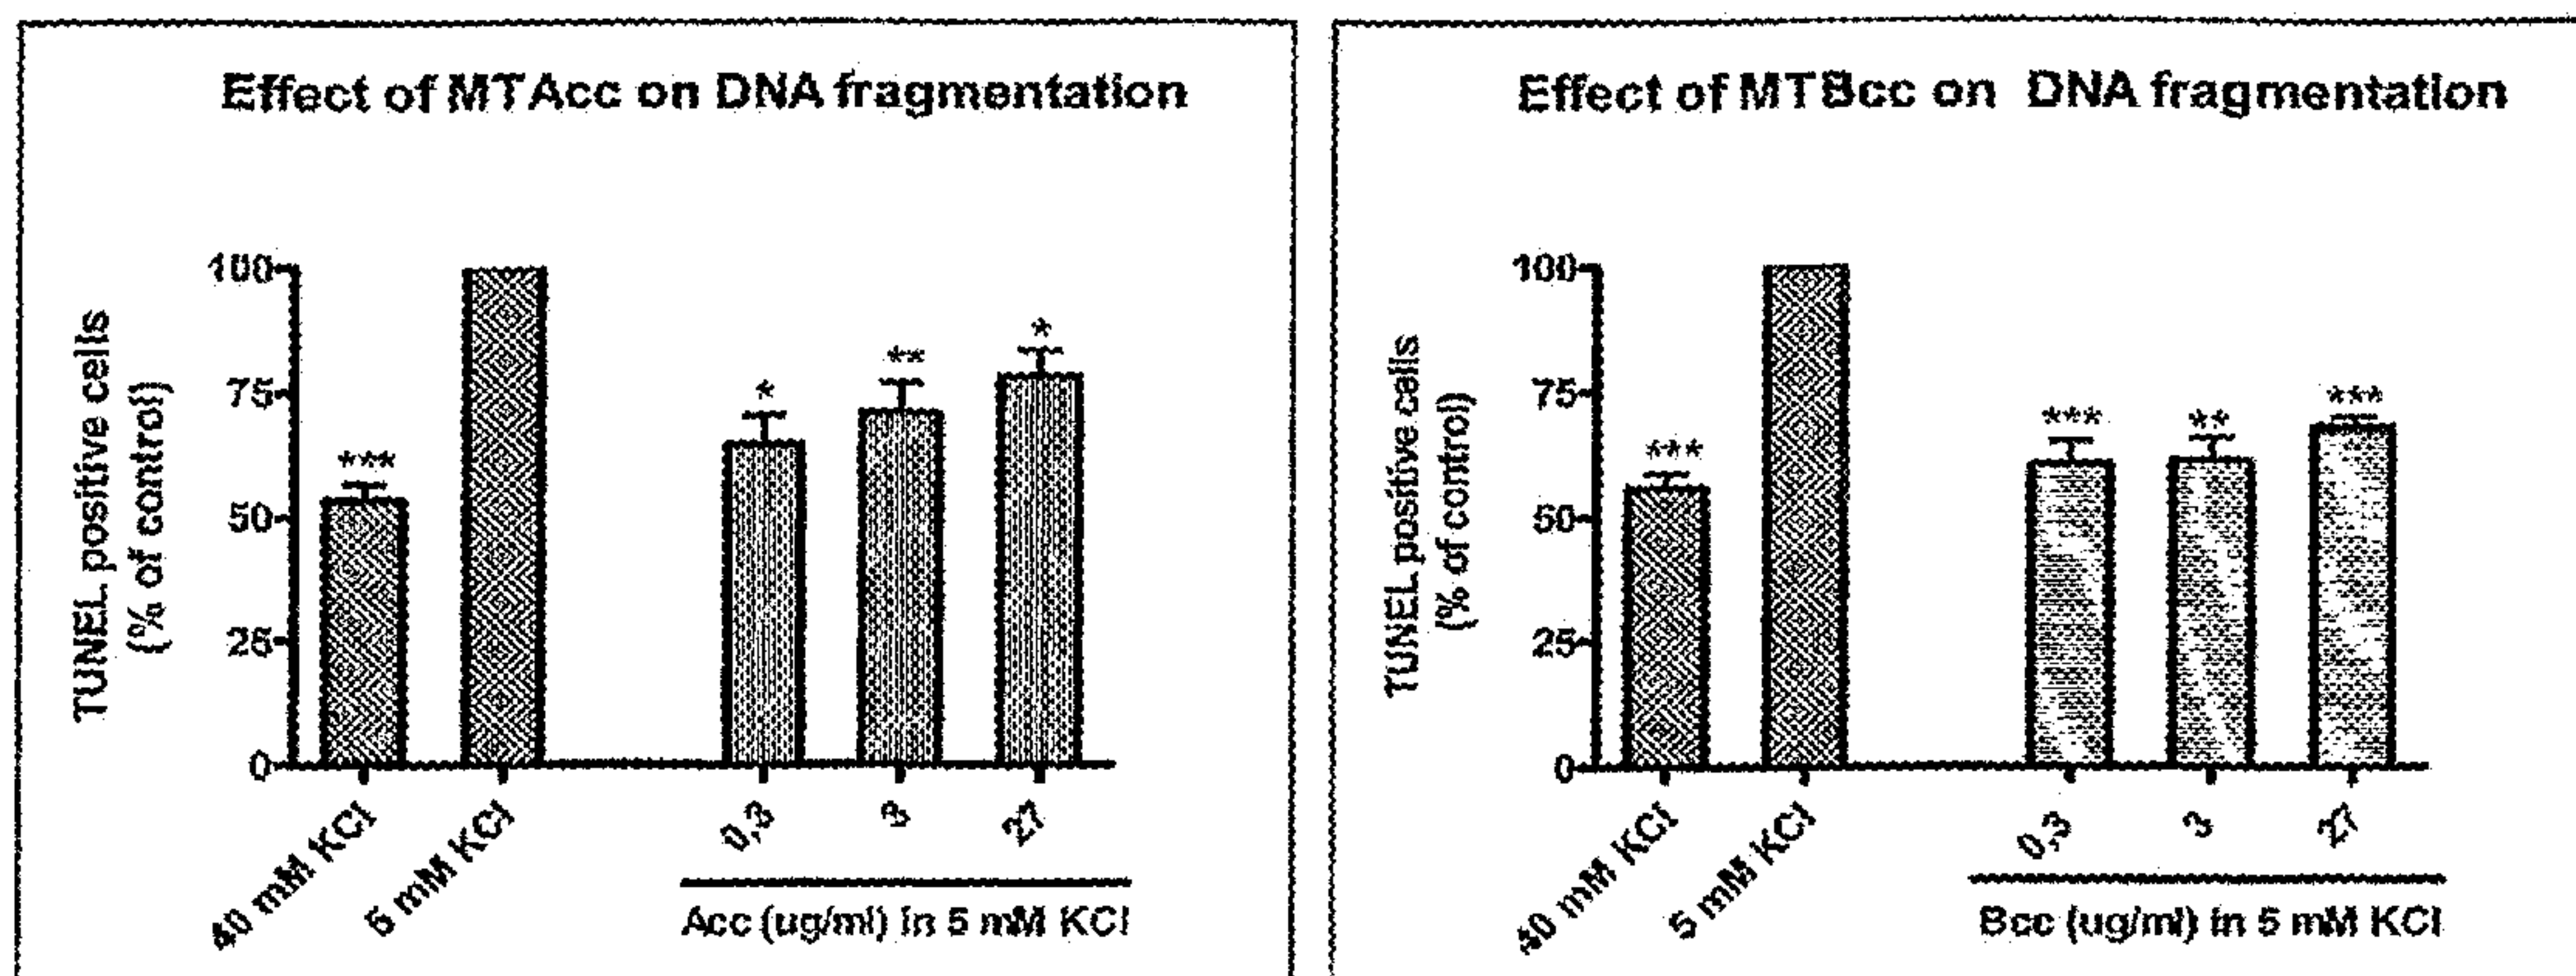 Effect of MTAcc on DNA fragmentation
TUNEL positive cells
(% of control)
100
75
50
25
0
***
*
**
*
40 mM KCl
5 mM KCl
0,3
3
27
Acc (ug/ml) in 5 mM KCl
Effect of MTBcc on DNA fragmentation
TUNEL positive cells
(% of control)
100
75
50
25
0
***
***
**
***
40 mM KCl
5 mM KCl
0,3
3
27
Bcc (ug/ml) in 5 mM KCl